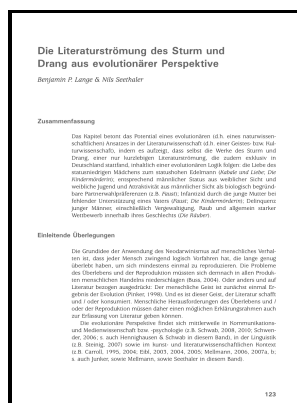 Die Literaturströmung des Sturm und
Drang aus evolutionärer Perspektive
Benjamin P. Lange & Nils Seethaler
Zusammenfassung
Das Kapitel betont das Potential eines evolutionären (d.h. eines naturwissen-
schaftlichen) Ansatzes in der Literaturwissenschaft (d.h. einer Geistes- bzw. Kul-
turwissenschaft), indem es aufzeigt, dass selbst die Werke des Sturm und
Drang, einer nur kurzlebigen Literaturströmung, die zudem exklusiv in
Deutschland stattfand, inhaltlich einer evolutionären Logik folgen: die Liebe des
statusniedrigen Mädchens zum statushohen Edelmann (Kabale und Liebe; Die
Kindermörderin), entsprechend männlicher Status aus weiblicher Sicht und
weibliche Jugend und Attraktivität aus männlicher Sicht als biologisch begründ-
bare Partnerwahlpräferenzen (z.B. Faust), Infantizid durch die junge Mutter bei
fehlender Unterstützung eines Vaters (Faust; Die Kindermörderin), Delinquenz
junger Männer, einschließlich Vergewaltigung, Raub und allgemein starker
Wettbewerb innerhalb ihres Geschlechts (Die Räuber).
Einleitende Überlegungen
Die Grundidee der Anwendung des Neodarwinismus auf menschliches Verhal-
ten ist, dass jeder Mensch zwingend logisch Vorfahren hat, die lange genug
überlebt haben, um sich mindestens einmal zu reproduzieren. Die Probleme
des Überlebens und der Reproduktion müssen sich demnach in allen Produk-
ten menschlichen Handelns niederschlagen (Buss, 2004). Oder anders und auf
Literatur bezogen ausgedrückt: Der menschliche Geist ist zunächst einmal Er-
gebnis der Evolution (Pinker, 1998). Und es ist dieser Geist, der Literatur schafft
und / oder konsumiert. Menschliche Herausforderungen des Überlebens und /
oder der Reproduktion müssen daher einen möglichen Erklärungsrahmen auch
zur Erfassung von Literatur geben können.
Die evolutionäre Perspektive findet sich mittlerweile in Kommunikations-
und Medienwissenschaft bzw. -psychologie (z.B. Schwab, 2008, 2010; Schwen-
der, 2006, s. auch Hennighausen & Schwab in diesem Band), in der Linguistik
(z.B. Steinig, 2007) sowie im kunst- und literaturwissenschaftlichen Kontext
(z.B. Carroll, 1995, 2004; Eibl, 2003, 2004, 2005; Mellmann, 2006, 2007a, b;
s. auch Junker, sowie Mellmann, sowie Seethaler in diesem Band).
123